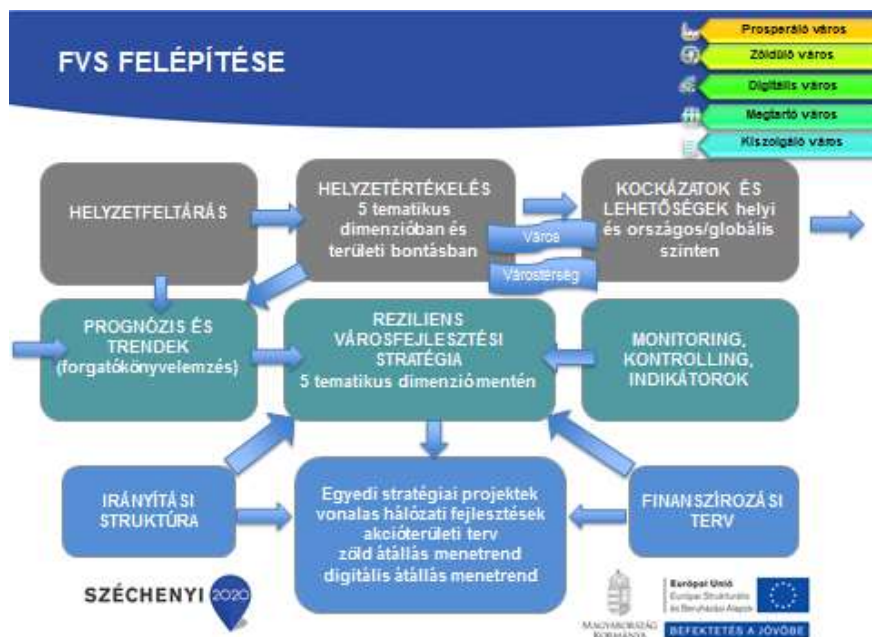 FVS FELÉPÍTÉSE
Prosperáló város
Zöldülő város
Digitális város
Megtartó város
Kiszolgáló város
HELYZETFELTÁRÁS
HELYZETÉRTÉKELÉS
5 tematikus
dimenzióban és
területi bontásban
Város
Várostérség
KOCKÁZATOK ÉS
LEHETŐSÉGEK helyi
és országos/globális
szinten
PROGNÓZIS ÉS
TRENDEK
(forgatókönyvelemzés)
REZILIENS
VÁROSFEJLESZTÉSI
STRATÉGIA
5 tematikus dimenziómentén
MONITORING,
KONTROLLING,
INDIKÁTOROK
IRÁNYÍTÁSI
STRUKTÚRA
Egyedi stratégiai projektek
vonalas hálózati fejlesztések
akcióterületi terv
zöld átállás menetrend
digitális átállás menetrend
FINANSZÍROZÁSI
TERV
SZÉCHENYI 2020
MAGYARORSZÁG
KORMÁNYA
Európai Unió
Európai Strukturális
és Beruházási Alapok
BEFEKTETÉS A JÖVŐBE